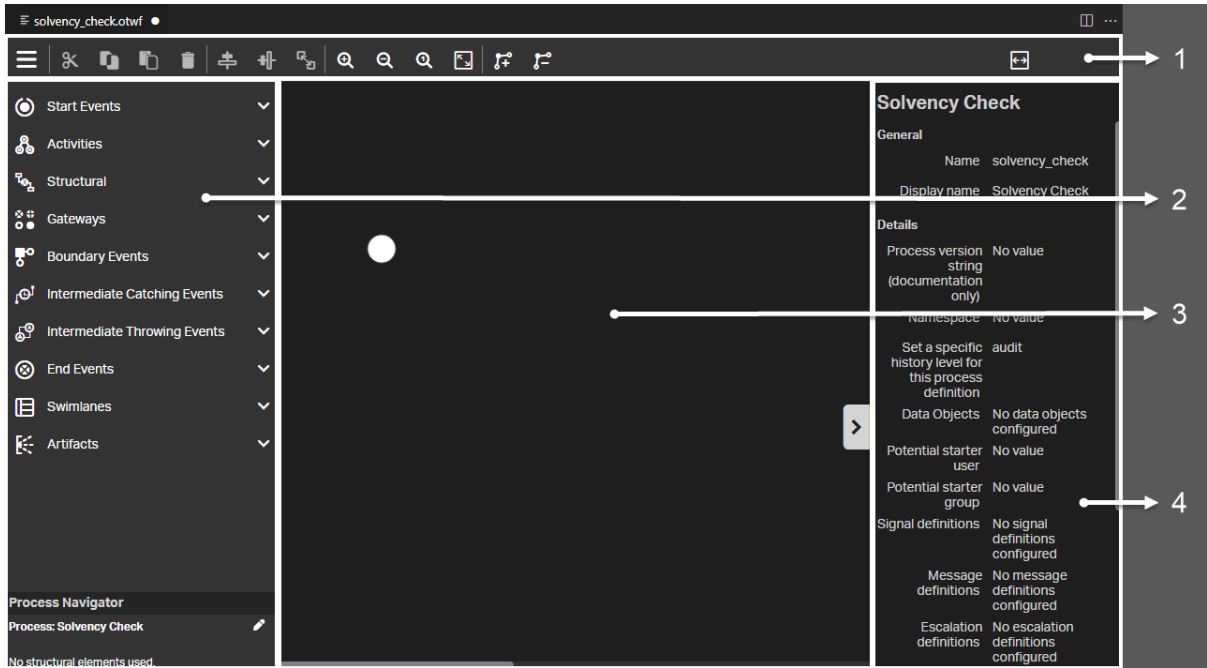 solvency_check.otwf
1
Start Events
Activities
Structural
Gateways
Boundary Events
Intermediate Catching Events
Intermediate Throwing Events
End Events
Swimlanes
Artifacts
Process Navigator
Process: Solvency Check
No structural elements used.
Solvency Check
General
Name solvency_check
Display name Solvency Check
Details
Process version No value
string
(documentation
only)
Namespace No value
Set a specific audit
history level for
this process
definition
Data Objects No data objects
configured
Potential starter No value
user
Potential starter No value
group
Signal definitions No signal
definitions
configured
Message No message
definitions definitions
configured
Escalation No escalation
definitions definitions
configured
2
3
4